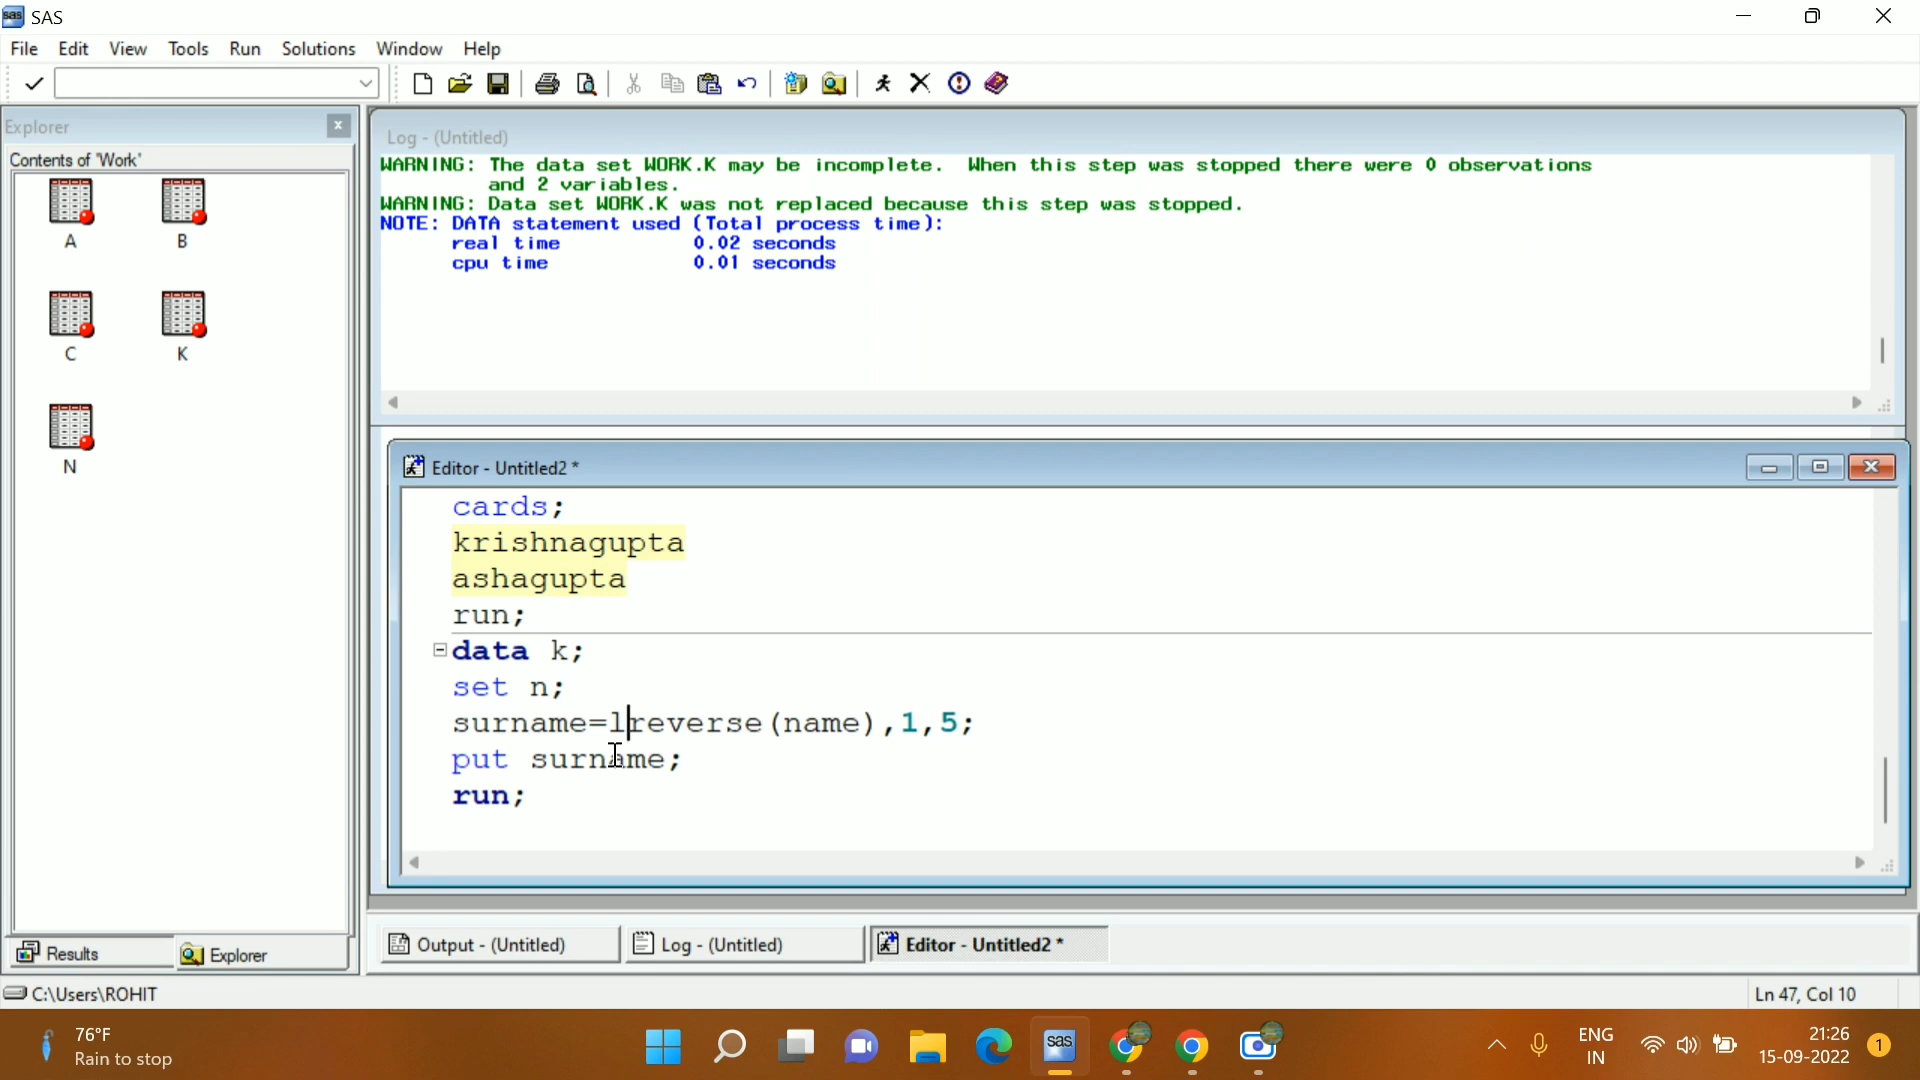 sas SAS
File Edit View Tools Run Solutions Window Help
Explorer
Contents of 'Work'
A B
C K
N
Log - (Untitled)
WARNING: The data set WORK.K may be incomplete.  When this step was stopped there were 0 observations
and 2 variables.
WARNING: Data set WORK.K was not replaced because this step was stopped.
NOTE: DATA statement used (Total process time):
real time 0.02 seconds
cpu time 0.01 seconds
Editor - Untitled2 *
cards;
krishnagupta
ashagupta
run;
data k;
set n;
surname=lreverse(name),1,5;
put surname;
run;
Results Explorer
Output - (Untitled) Log - (Untitled) Editor - Untitled2 *
C:\Users\ROHIT
Ln 47, Col 10
76°F
Rain to stop
sas
ENG
IN
21:26
15-09-2022
1